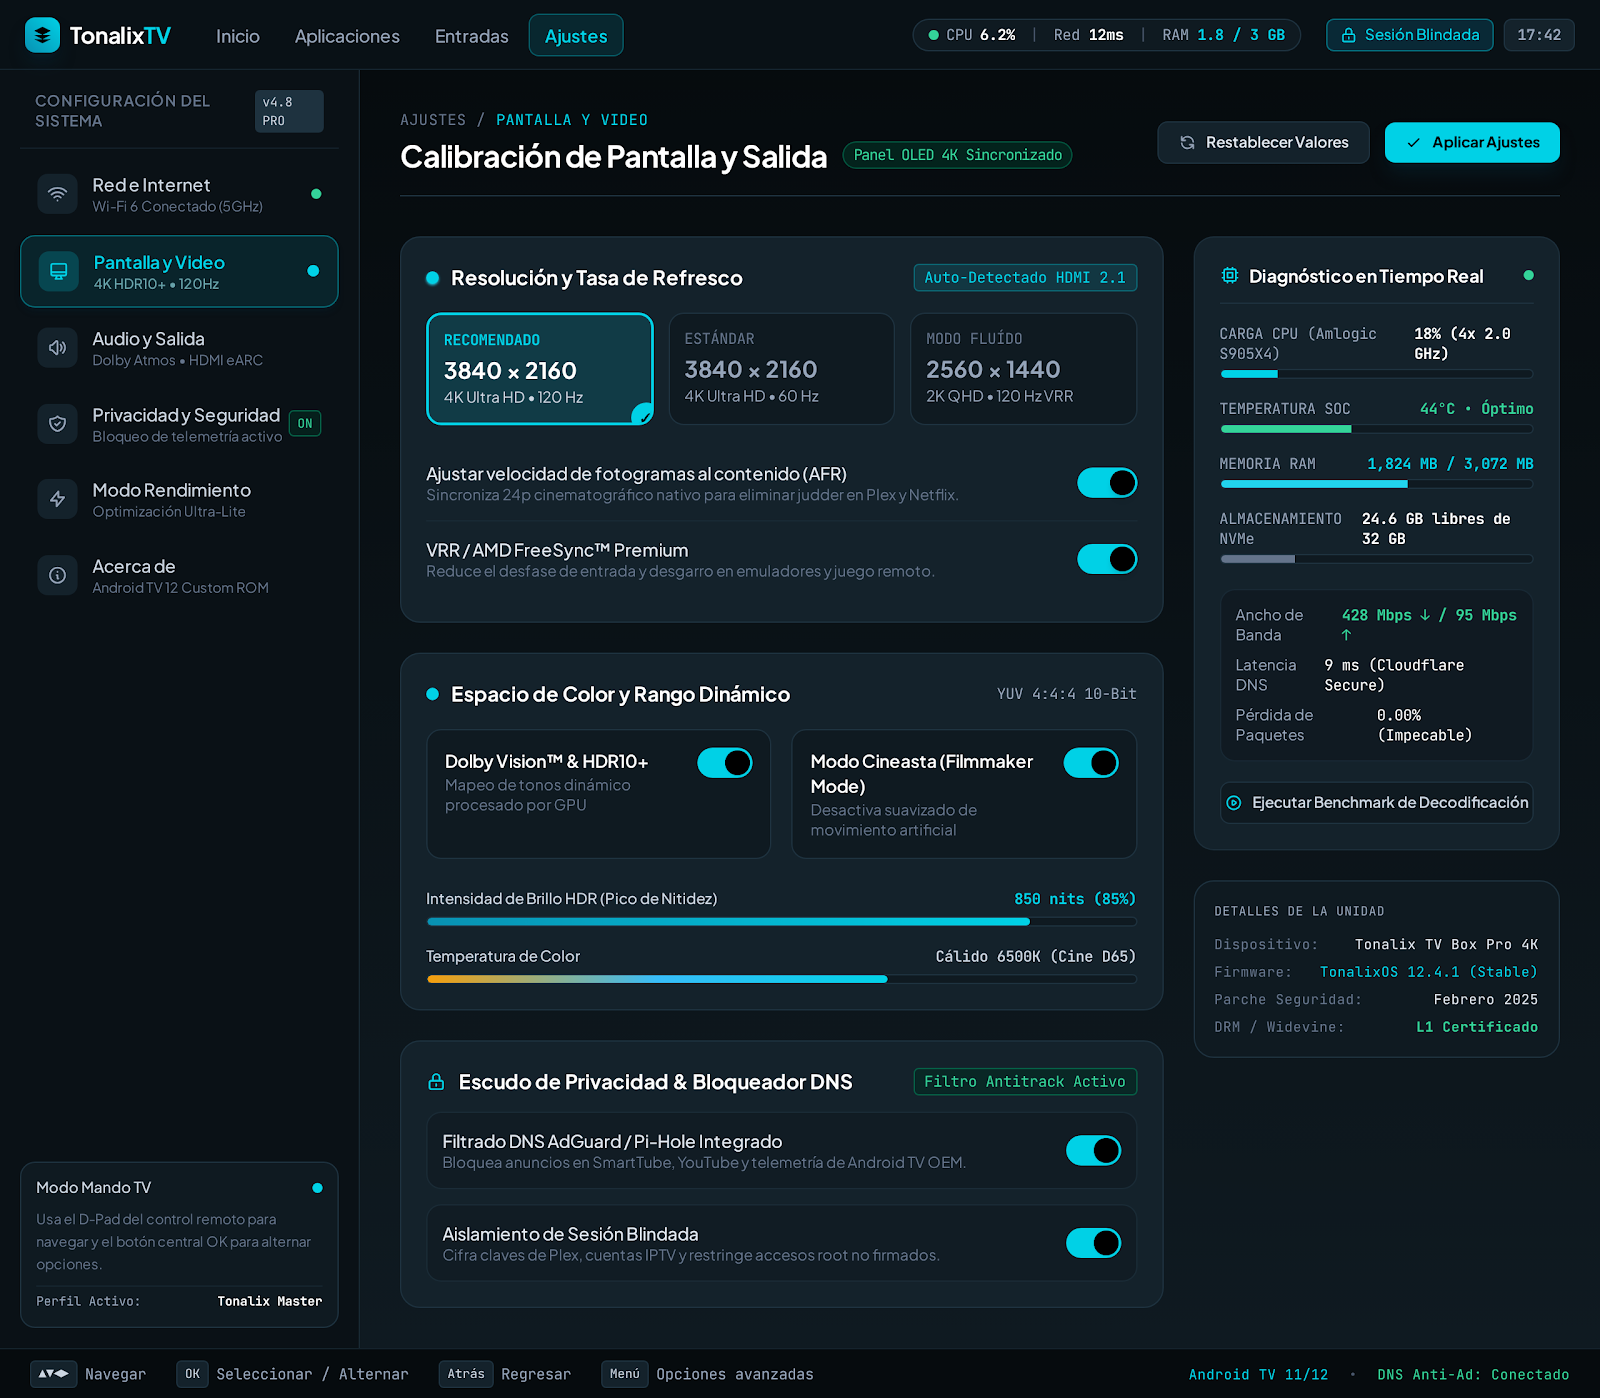 TonalixTV
Inicio
Aplicaciones
Entradas
Ajustes
CPU 6.2% | Red 12ms | RAM 1.8 / 3 GB
Sesión Blindada
17:42
CONFIGURACIÓN DEL
SISTEMA
v4.8
PRO
Red e Internet
Wi-Fi 6 Conectado (5GHz)
Pantalla y Video
4K HDR10+ • 120Hz
Audio y Salida
Dolby Atmos • HDMI eARC
Privacidad y Seguridad
Bloqueo de telemetría activo
ON
Modo Rendimiento
Optimización Ultra-Lite
Acerca de
Android TV 12 Custom ROM
Modo Mando TV
Usa el D-Pad del control remoto para
navegar y el botón central OK para alternar
opciones.
Perfil Activo: Tonalix Master
AJUSTES / PANTALLA Y VIDEO
Calibración de Pantalla y Salida
Panel OLED 4K Sincronizado
Restablecer Valores
Aplicar Ajustes
Resolución y Tasa de Refresco
Auto-Detectado HDMI 2.1
RECOMENDADO
3840 × 2160
4K Ultra HD • 120 Hz
ESTÁNDAR
3840 × 2160
4K Ultra HD • 60 Hz
MODO FLUÍDO
2560 × 1440
2K QHD • 120 Hz VRR
Ajustar velocidad de fotogramas al contenido (AFR)
Sincroniza 24p cinematográfico nativo para eliminar judder en Plex y Netflix.
VRR / AMD FreeSync™ Premium
Reduce el desfase de entrada y desgarro en emuladores y juego remoto.
Espacio de Color y Rango Dinámico
YUV 4:4:4 10-Bit
Dolby Vision™ & HDR10+
Mapeo de tonos dinámico
procesado por GPU
Modo Cineasta (Filmmaker
Mode)
Desactiva suavizado de
movimiento artificial
Intensidad de Brillo HDR (Pico de Nitidez)
850 nits (85%)
Temperatura de Color
Cálido 6500K (Cine D65)
Escudo de Privacidad & Bloqueador DNS
Filtro Antitrack Activo
Filtrado DNS AdGuard / Pi-Hole Integrado
Bloquea anuncios en SmartTube, YouTube y telemetría de Android TV OEM.
Aislamiento de Sesión Blindada
Cifra claves de Plex, cuentas IPTV y restringe accesos root no firmados.
Diagnóstico en Tiempo Real
CARGA CPU (Amlogic
S905X4)
18% (4x 2.0
GHz)
TEMPERATURA SOC
44°C • Óptimo
MEMORIA RAM
1,824 MB / 3,072 MB
ALMACENAMIENTO
NVMe
24.6 GB libres de
32 GB
Ancho de
Banda
428 Mbps ↓ / 95 Mbps
↑
Latencia
DNS
9 ms (Cloudflare
Secure)
Pérdida de
Paquetes
0.00%
(Impecable)
Ejecutar Benchmark de Decodificación
DETALLES DE LA UNIDAD
Dispositivo: Tonalix TV Box Pro 4K
Firmware: TonalixOS 12.4.1 (Stable)
Parche Seguridad: Febrero 2025
DRM / Widevine: L1 Certificado
▲▼◀▶ Navegar
OK Seleccionar / Alternar
Atrás Regresar
Menú Opciones avanzadas
Android TV 11/12 • DNS Anti-Ad: Conectado